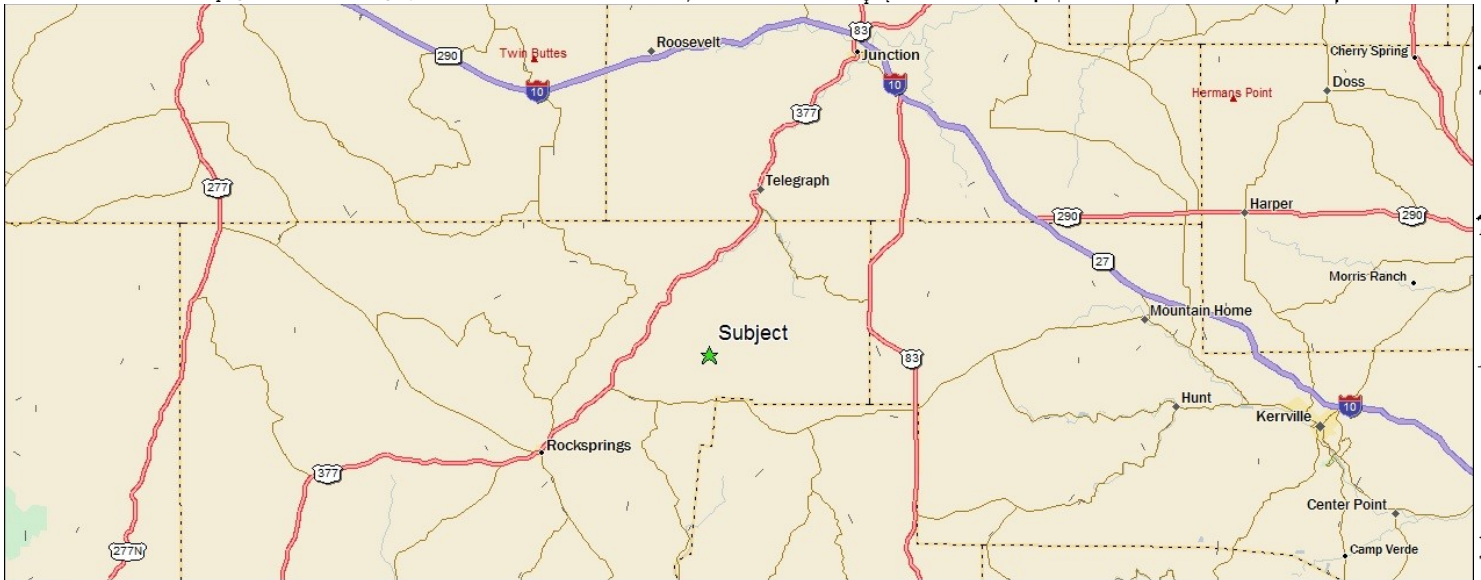 83
Roosevelt
Twin Buttes
290
Junction
Cherry Spring
10
10
Doss
Hermans Point
377
Telegraph
277
Harper
290
290
27
Morris Ranch
Mountain Home
Subject
83
Hunt
10
Kerrville
Rocksprings
377
Center Point
277N
Camp Verde